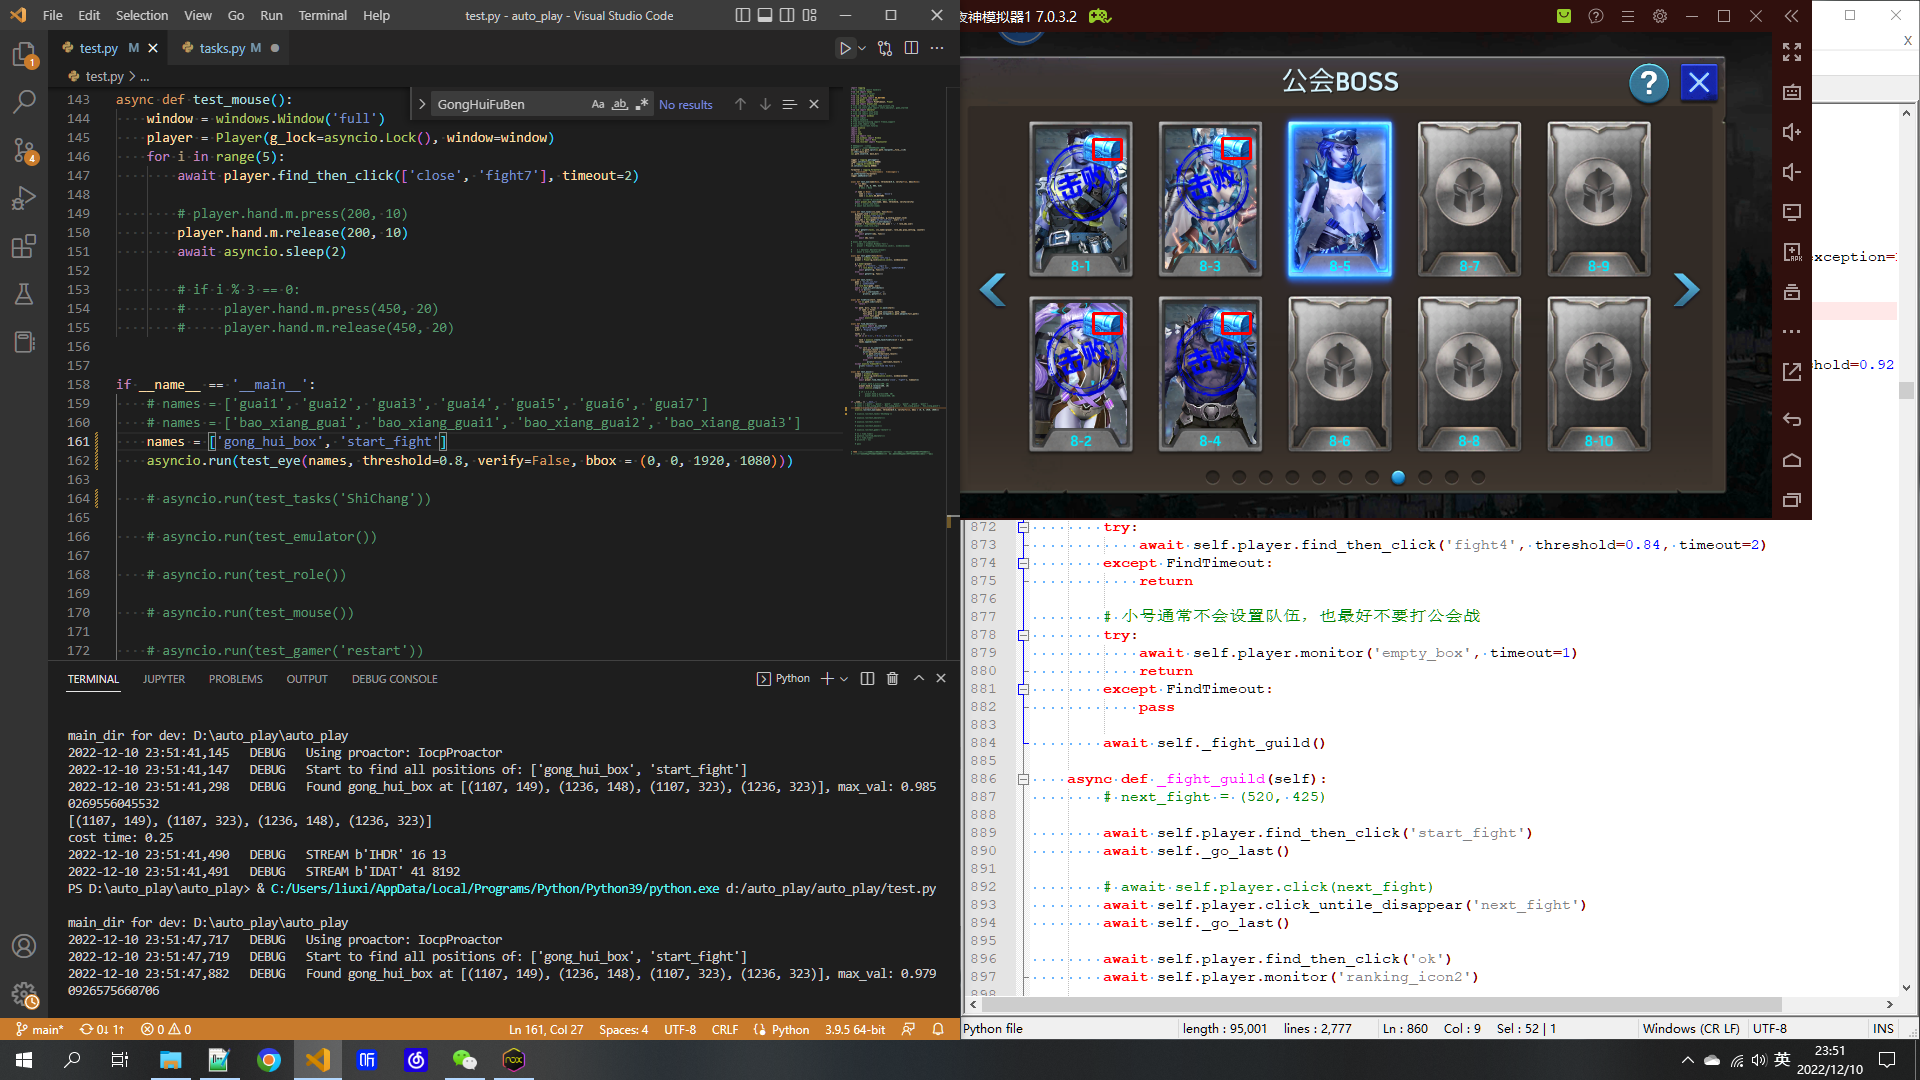 File Edit Selection View Go Run Terminal Help
test.py - auto_play - Visual Studio Code
test.py M
tasks.py M
test.py > ...
GongHuiFuBen
No results
143 async def test_mouse():
144 window = windows.Window('full')
145 player = Player(g_lock=asyncio.Lock(), window=window)
146 for i in range(5):
147 await player.find_then_click(['close', 'fight7'], timeout=2)
148
149 # player.hand.m.press(200, 10)
150 player.hand.m.release(200, 10)
151 await asyncio.sleep(2)
152
153 # if i % 3 == 0:
154 # player.hand.m.press(450, 20)
155 # player.hand.m.release(450, 20)
156
157
158 if __name__ == '__main__':
159 # names = ['guai1', 'guai2', 'guai3', 'guai4', 'guai5', 'guai6', 'guai7']
160 # names = ['bao_xiang_guai', 'bao_xiang_guai1', 'bao_xiang_guai2', 'bao_xiang_guai3']
161 names = ['gong_hui_box', 'start_fight']
162 asyncio.run(test_eye(names, threshold=0.8, verify=False, bbox = (0, 0, 1920, 1080)))
163
164 # asyncio.run(test_tasks('ShiChang'))
165
166 # asyncio.run(test_emulator())
167
168 # asyncio.run(test_role())
169
170 # asyncio.run(test_mouse())
171
172 # asyncio.run(test_gamer('restart'))
TERMINAL JUPYTER PROBLEMS OUTPUT DEBUG CONSOLE
Python
main_dir for dev: D:\auto_play\auto_play
2022-12-10 23:51:41,145 DEBUG Using proactor: IocpProactor
2022-12-10 23:51:41,147 DEBUG Start to find all positions of: ['gong_hui_box', 'start_fight']
2022-12-10 23:51:41,298 DEBUG Found gong_hui_box at [(1107, 149), (1236, 148), (1107, 323), (1236, 323)], max_val: 0.985
0269556045532
[(1107, 149), (1107, 323), (1236, 148), (1236, 323)]
cost time: 0.25
2022-12-10 23:51:41,490 DEBUG STREAM b'IHDR' 16 13
2022-12-10 23:51:41,491 DEBUG STREAM b'IDAT' 41 8192
PS D:\auto_play\auto_play> & C:/Users/liuxi/AppData/Local/Programs/Python/Python39/python.exe d:/auto_play/auto_play/test.py
main_dir for dev: D:\auto_play\auto_play
2022-12-10 23:51:47,717 DEBUG Using proactor: IocpProactor
2022-12-10 23:51:47,719 DEBUG Start to find all positions of: ['gong_hui_box', 'start_fight']
2022-12-10 23:51:47,882 DEBUG Found gong_hui_box at [(1107, 149), (1236, 148), (1107, 323), (1236, 323)], max_val: 0.979
0926575660706
main* 0↓ 1↑ 0 0 Ln 161, Col 27 Spaces: 4 UTF-8 CRLF Python 3.9.5 64-bit
夜神模拟器1 7.0.3.2
公会BOSS
?
击败
击败
8-1 8-3 8-5 8-7 8-9
击败
击败
8-2 8-4 8-6 8-8 8-10
xception=
hold=0.92
872 try:
873 await self.player.find_then_click('fight4', threshold=0.84, timeout=2)
874 except FindTimeout:
875 return
876
877 # 小号通常不会设置队伍，也最好不要打公会战
878 try:
879 await self.player.monitor('empty_box', timeout=1)
880 return
881 except FindTimeout:
882 pass
883
884 await self._fight_guild()
885
886 async def _fight_guild(self):
887 # next_fight = (520, 425)
888
889 await self.player.find_then_click('start_fight')
890 await self._go_last()
891
892 # await self.player.click(next_fight)
893 await self.player.click_untile_disappear('next_fight')
894 await self._go_last()
895
896 await self.player.find_then_click('ok')
897 await self.player.monitor('ranking_icon2')
898
Python file length : 95,001 lines : 2,777 Ln : 860 Col : 9 Sel : 52 | 1 Windows (CR LF) UTF-8 INS
英
23:51
2022/12/10